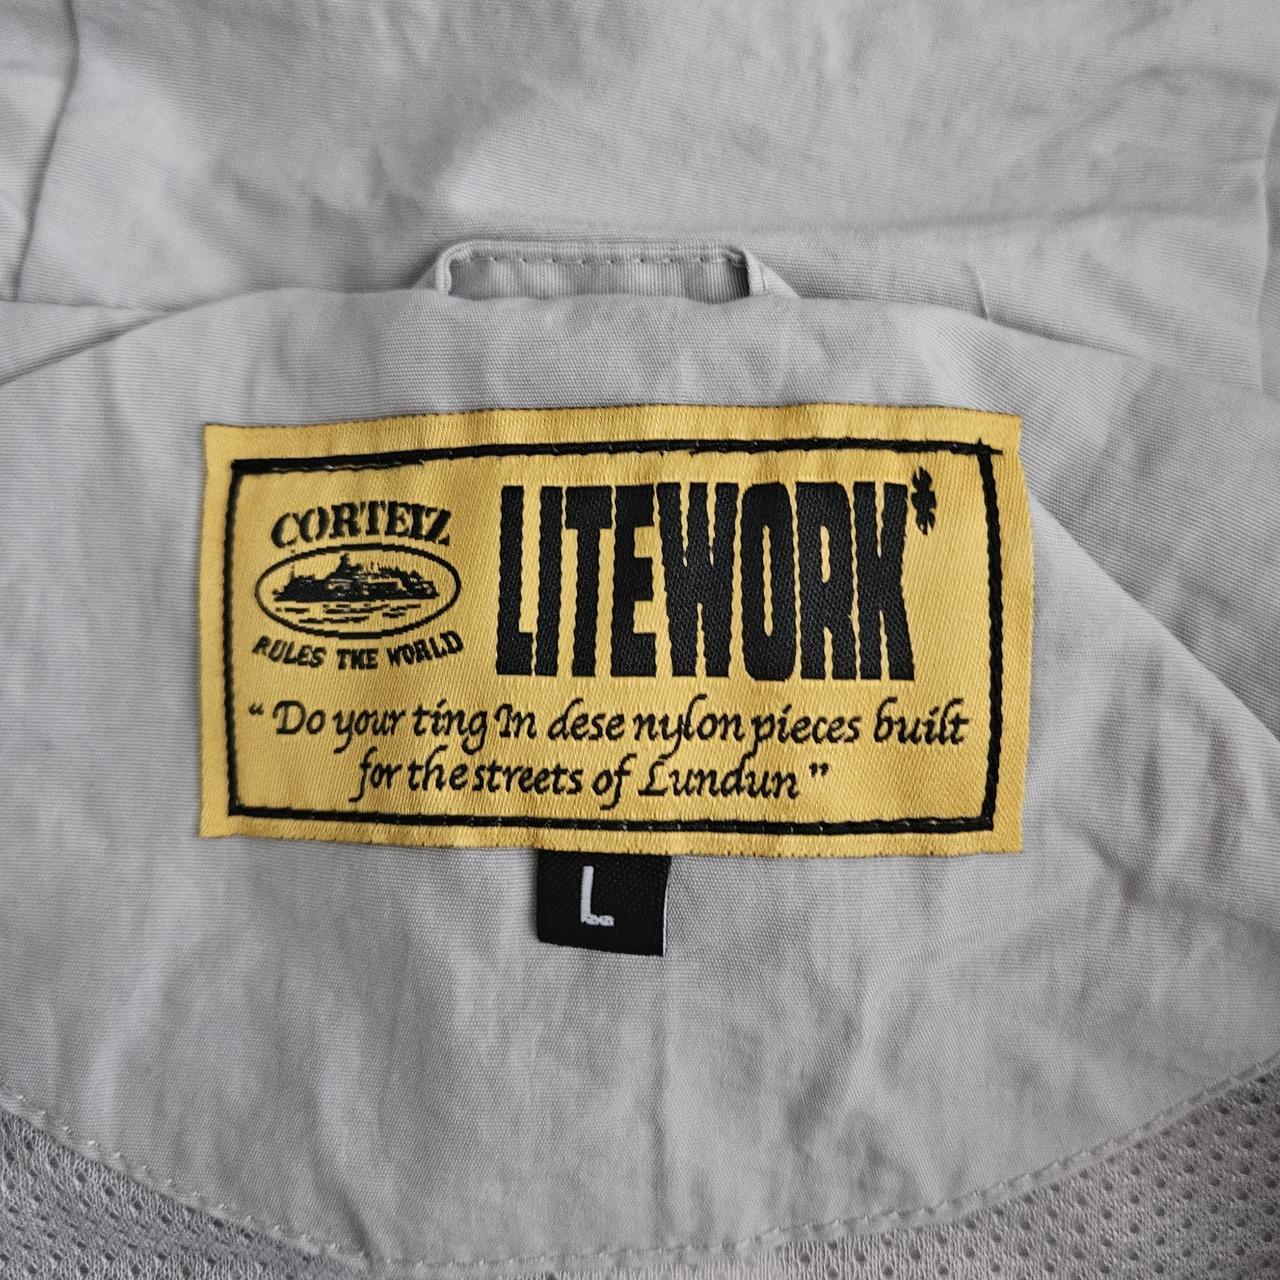 CORTEIZ
RULES THE WORLD
LITEWORK*
“Do your ting In dese nylon pieces built
for the streets of Lundun”
L